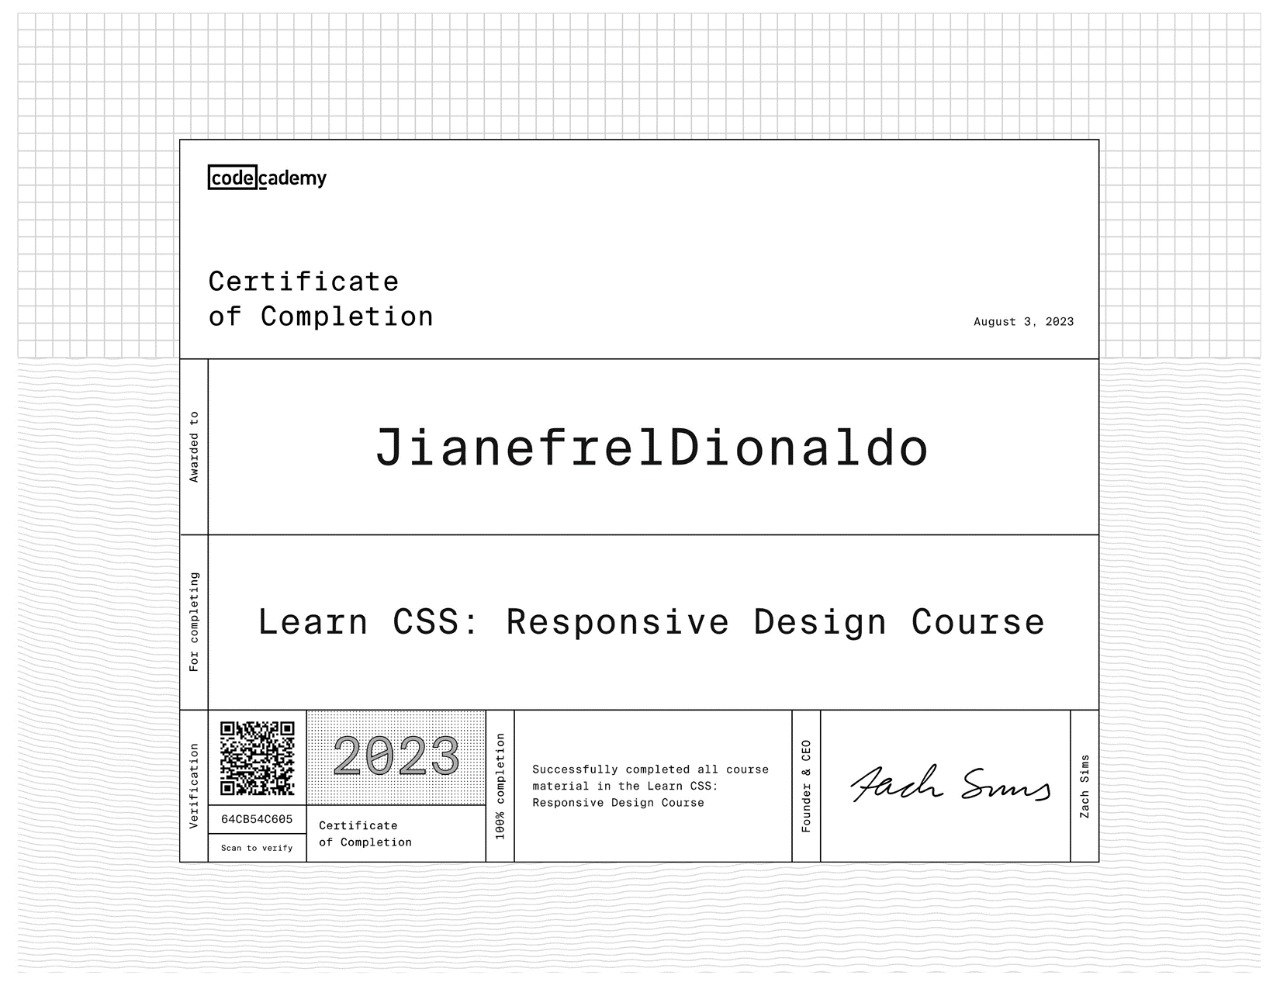 codecademy
Certificate
of Completion
August 3, 2023
Awarded to
JianefrelDionaldo
For completing
Learn CSS: Responsive Design Course
Verification
64CB54C605
Scan to verify
2023
Certificate
of Completion
100% completion
Successfully completed all course
material in the Learn CSS:
Responsive Design Course
Founder & CEO
Zach Sims
Zach Sims